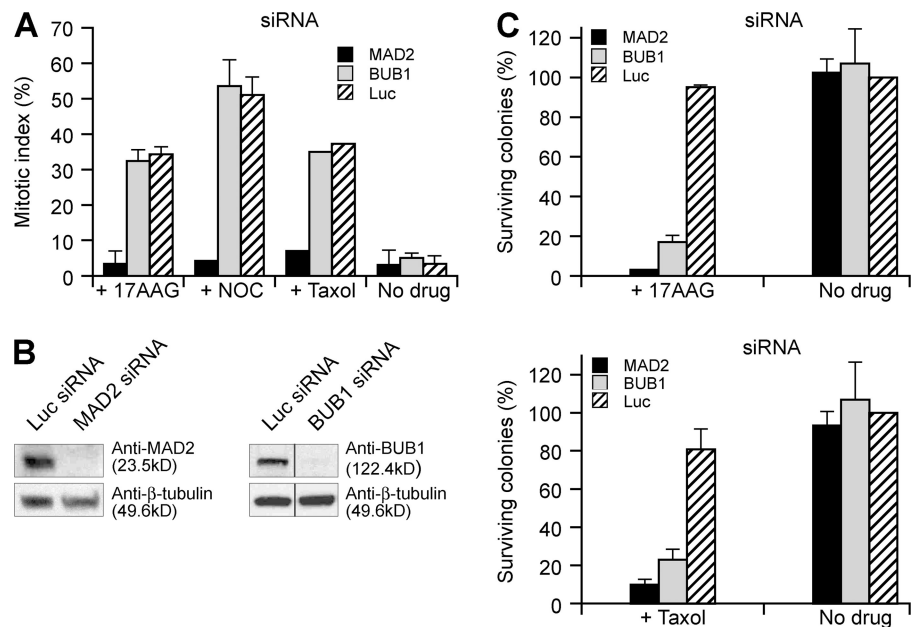 A
siRNA
Mitotic index (%)
70
60
50
40
30
20
10
0
MAD2
BUB1
Luc
+ 17AAG
+ NOC
+ Taxol
No drug
B
Luc siRNA
MAD2 siRNA
Anti-MAD2
(23.5kD)
Anti-β-tubulin
(49.6kD)
Luc siRNA
BUB1 siRNA
Anti-BUB1
(122.4kD)
Anti-β-tubulin
(49.6kD)
C
siRNA
Surviving colonies (%)
120
100
80
60
40
20
0
MAD2
BUB1
Luc
+ 17AAG
No drug
siRNA
Surviving colonies (%)
120
100
80
60
40
20
0
MAD2
BUB1
Luc
+ Taxol
No drug